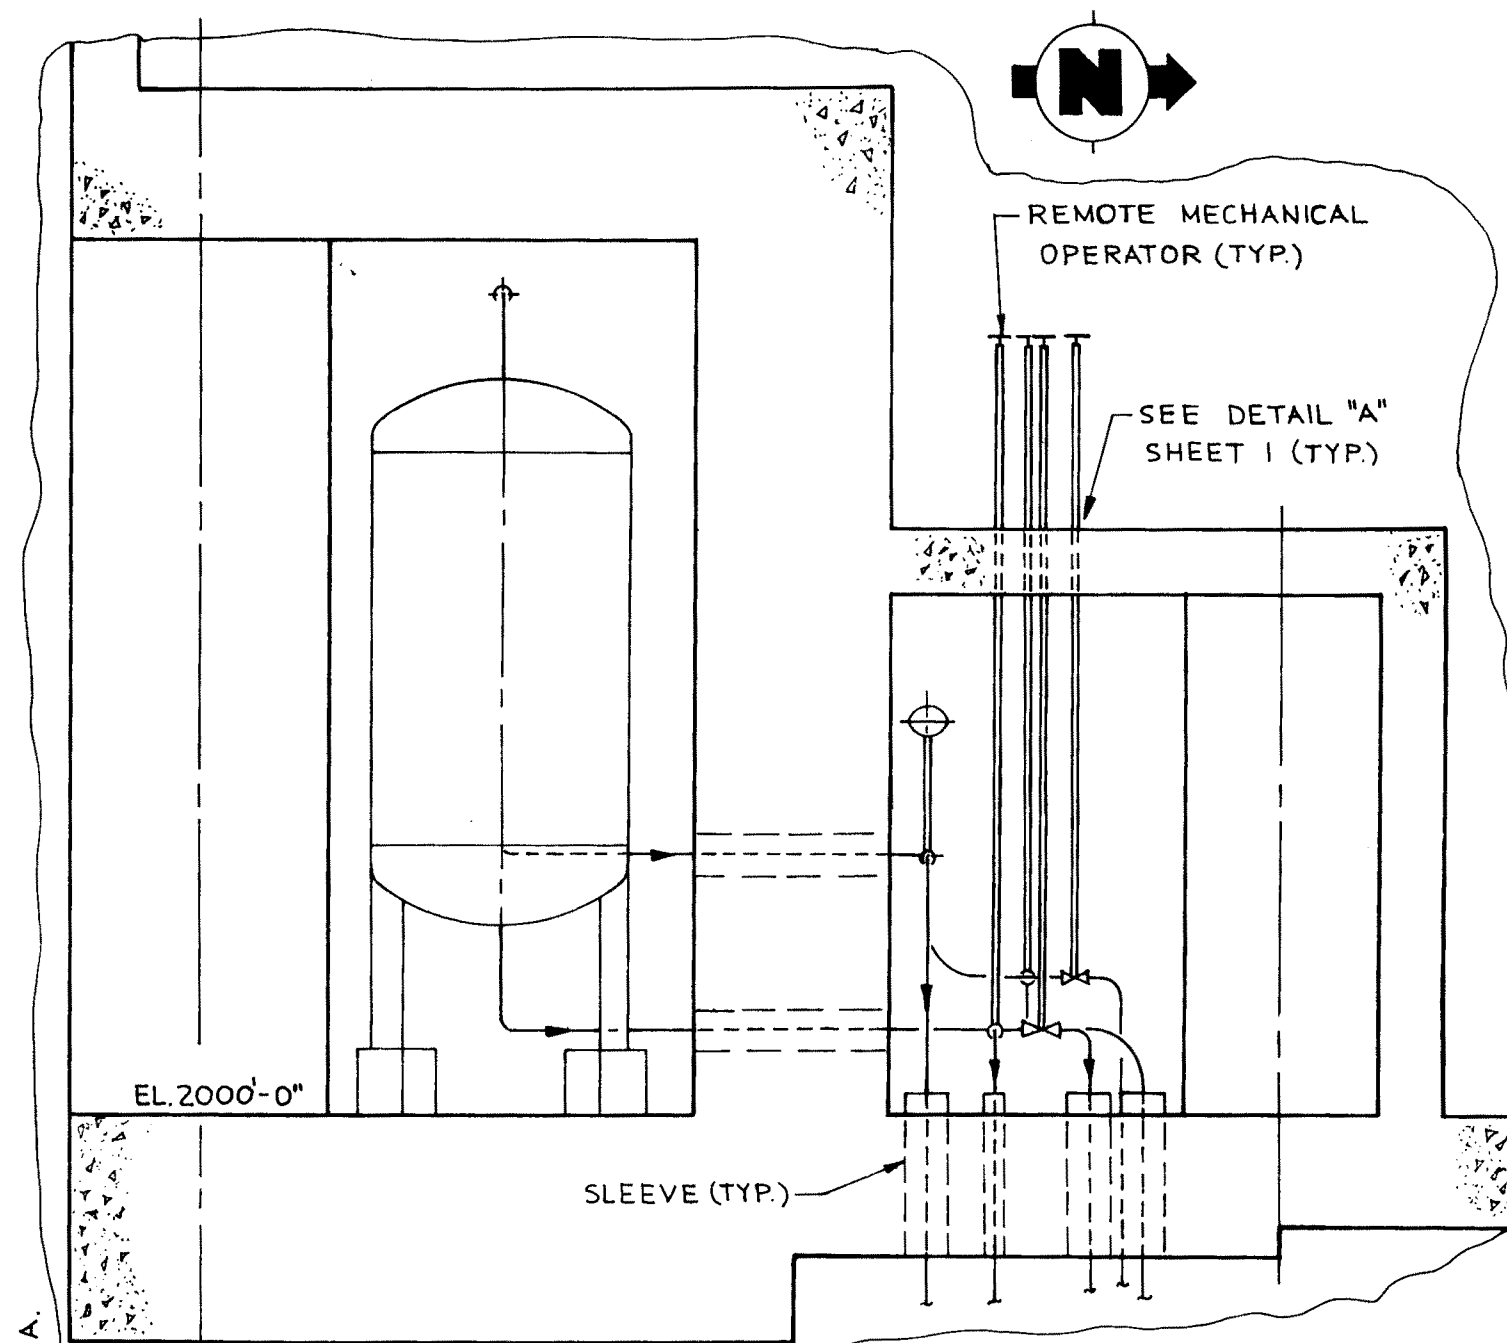 N
REMOTE MECHANICAL
OPERATOR (TYP.)
SEE DETAIL "A"
SHEET 1 (TYP.)
EL. 2000'-0"
SLEEVE (TYP.)
A.